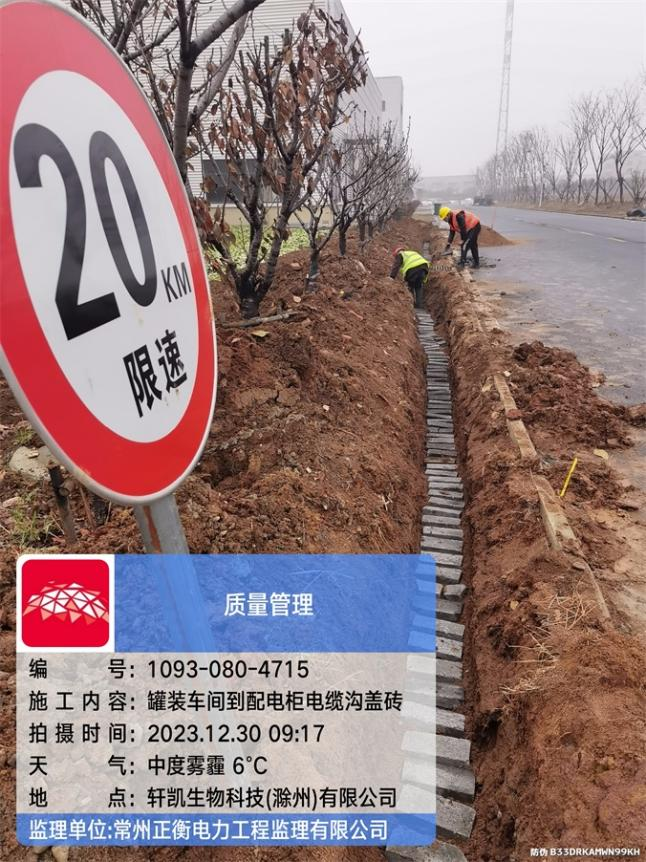 20 KM
限速
质量管理
编号：1093-080-4715
施工内容：罐装车间到配电柜电缆沟盖砖
拍摄时间：2023.12.30 09:17
天气：中度雾霾 6℃
地点：轩凯生物科技(滁州)有限公司
监理单位:常州正衡电力工程监理有限公司
防伪 B33DRKAMWN99KH